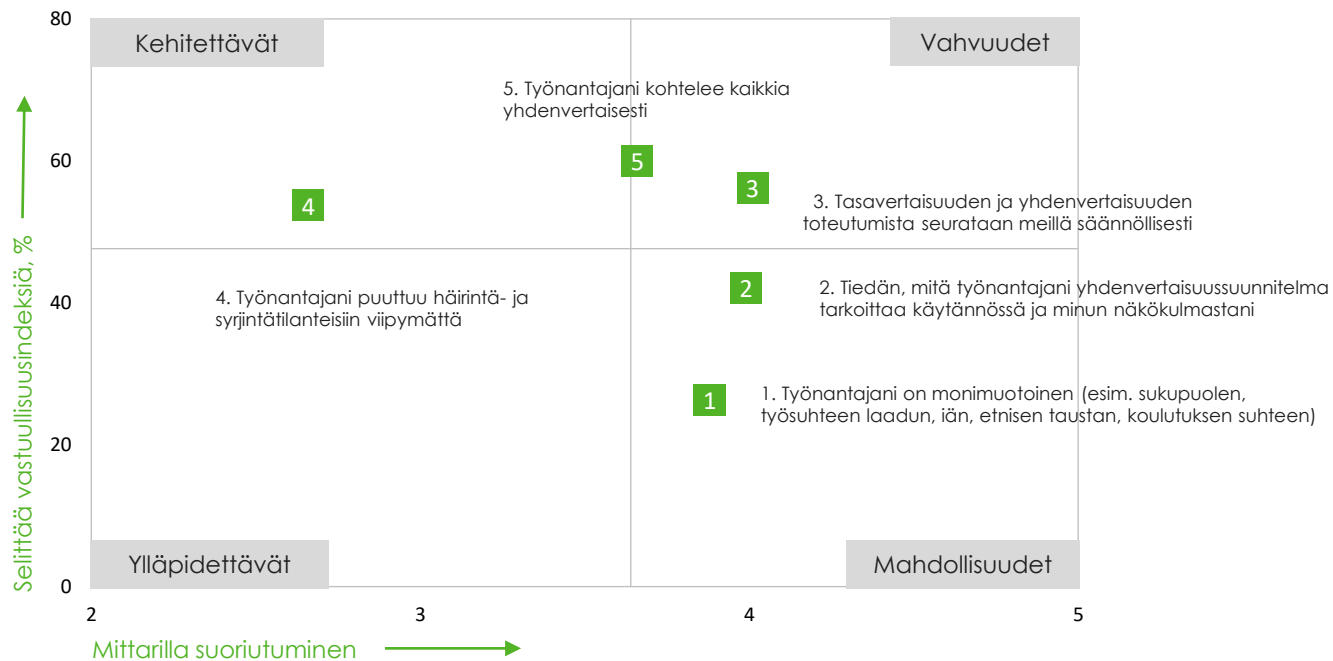 80
Kehitettävät
Vahvuudet
5. Työnantajani kohtelee kaikkia
yhdenvertaisesti
60
5
3
4
3. Tasavertaisuuden ja yhdenvertaisuuden
toteutumista seurataan meillä säännöllisesti
Selittää vastuullisuusindeksiä, %
40
4. Työnantajani puuttuu häirintä- ja
syrjintätilanteisiin viipymättä
2
2. Tiedän, mitä työnantajani yhdenvertaisuussuunnitelma
tarkoittaa käytännössä ja minun näkökulmastani
1
1. Työnantajani on monimuotoinen (esim. sukupuolen,
työsuhteen laadun, iän, etnisen taustan, koulutuksen suhteen)
20
Ylläpidettävät
Mahdollisuudet
0
2
3
4
5
Mittarilla suoriutuminen